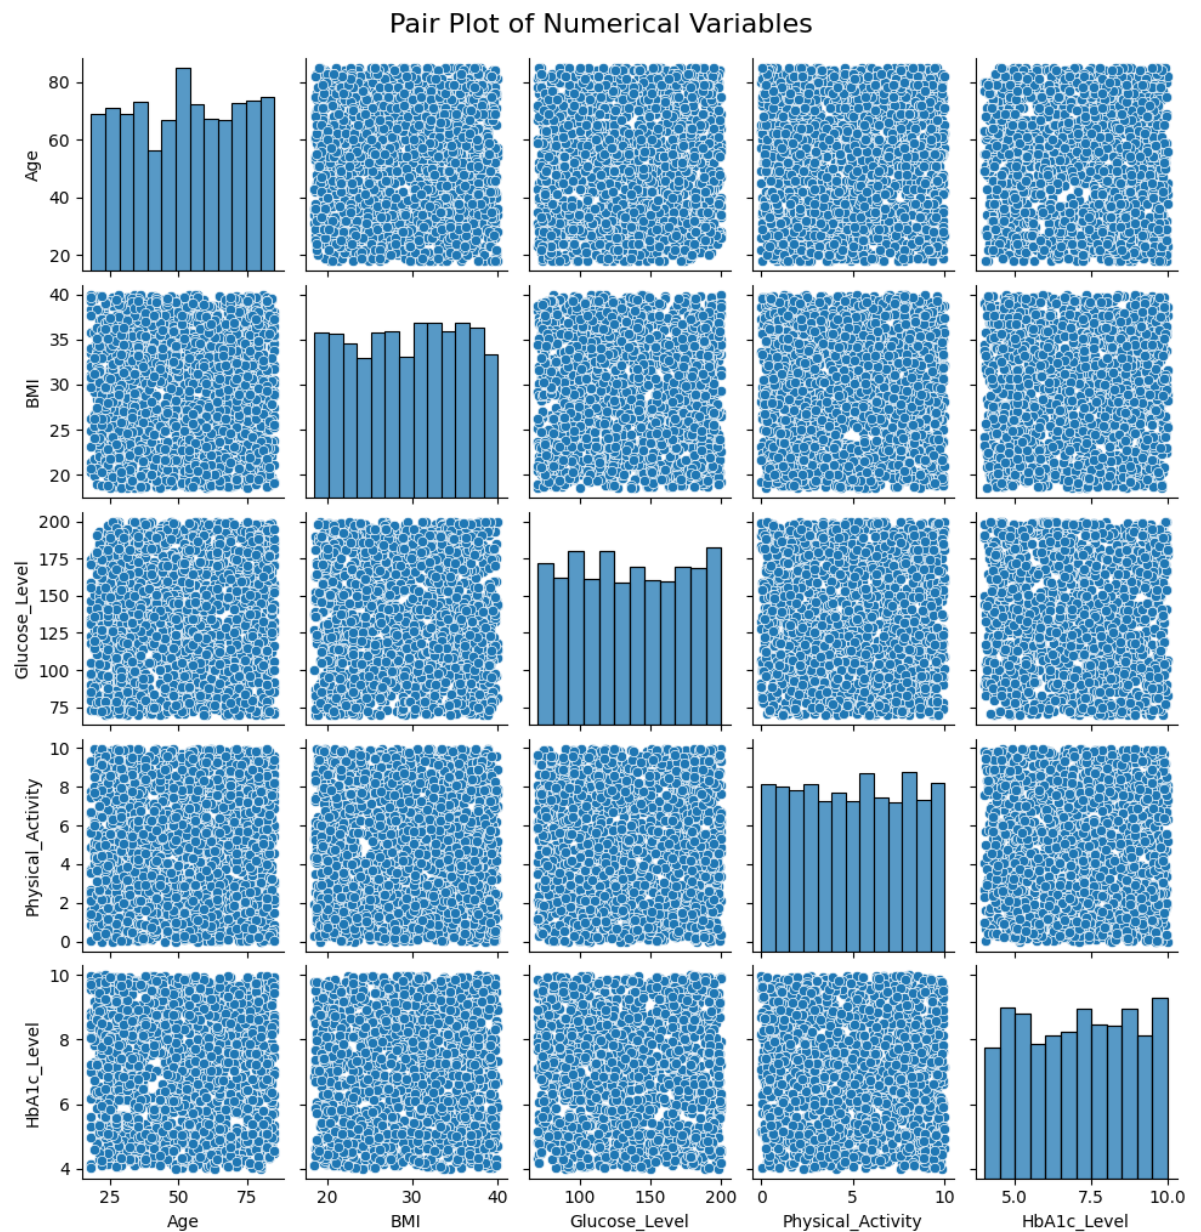 Pair Plot of Numerical Variables
80
60
40
20
Age
40
35
30
25
20
BMI
200
175
150
125
100
75
Glucose_Level
10
8
6
4
2
0
Physical_Activity
10
8
6
4
HbA1c_Level
25 50 75
20 30 40
100 150 200
0 5 10
5.0 7.5 10.0
Age
BMI
Glucose_Level
Physical_Activity
HbA1c_Level